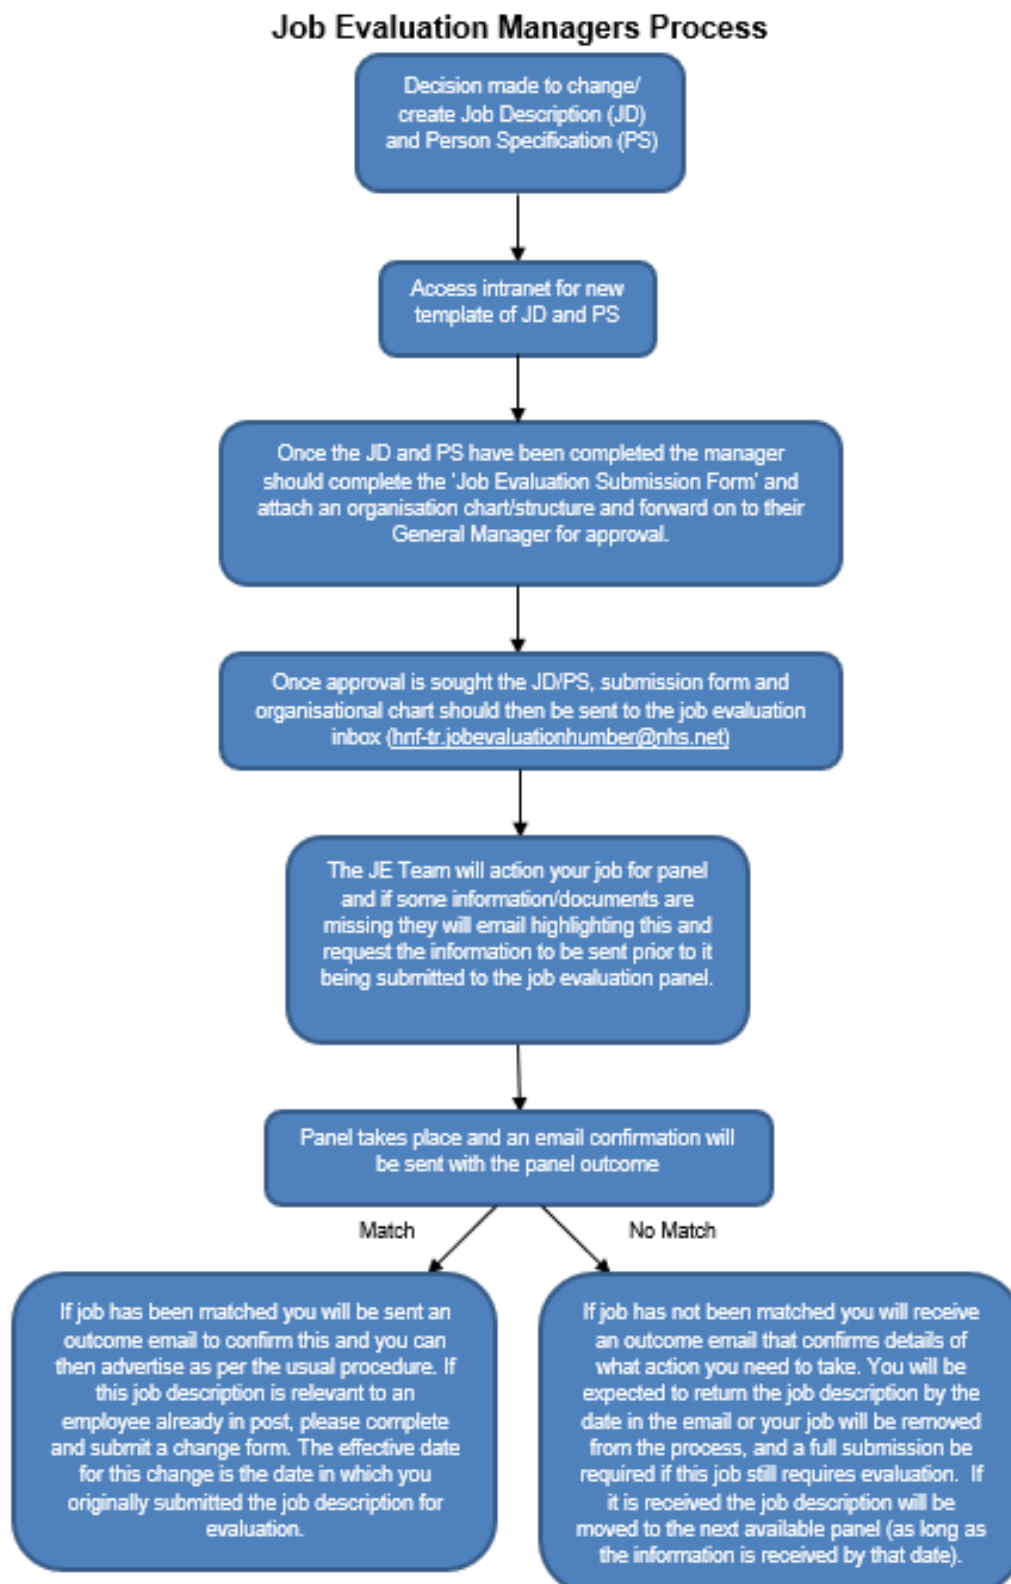 Job Evaluation Managers Process
Decision made to change/
create Job Description (JD)
and Person Specification (PS)
Access intranet for new
template of JD and PS
Once the JD and PS have been completed the manager
should complete the 'Job Evaluation Submission Form' and
attach an organisation chart/structure and forward on to their
General Manager for approval.
Once approval is sought the JD/PS, submission form and
organisational chart should then be sent to the job evaluation
inbox (hnf-tr.jobevaluationhumber@nhs.net)
The JE Team will action your job for panel
and if some information/documents are
missing they will email highlighting this and
request the information to be sent prior to it
being submitted to the job evaluation panel.
Panel takes place and an email confirmation will
be sent with the panel outcome
Match
No Match
If job has been matched you will be sent an
outcome email to confirm this and you can
then advertise as per the usual procedure. If
this job description is relevant to an
employee already in post, please complete
and submit a change form. The effective date
for this change is the date in which you
originally submitted the job description for
evaluation.
If job has not been matched you will receive
an outcome email that confirms details of
what action you need to take. You will be
expected to return the job description by the
date in the email or your job will be removed
from the process, and a full submission be
required if this job still requires evaluation.  If
it is received the job description will be
moved to the next available panel (as long as
the information is received by that date).